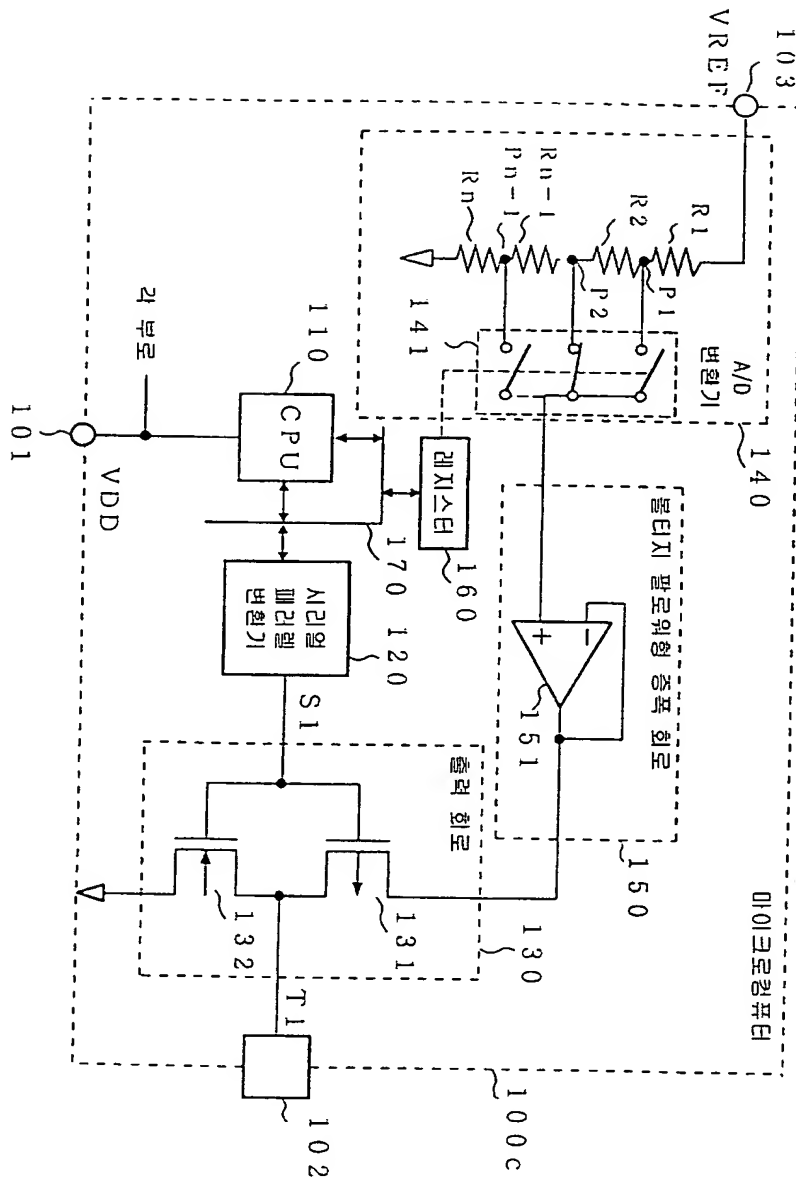 103
VREF
마이크로컴퓨터
A/D
변환기
140
R1
P1
R2
P2
Rn-1
Pn-1
Rn
141
볼티지 팔로워형 증폭 회로
150
+
−
151
레지스터
160
170
110
CPU
각 부로
101
VDD
시리얼
패러렐
변환기
120
S1
출력 회로
130
131
132
T1
102
100c